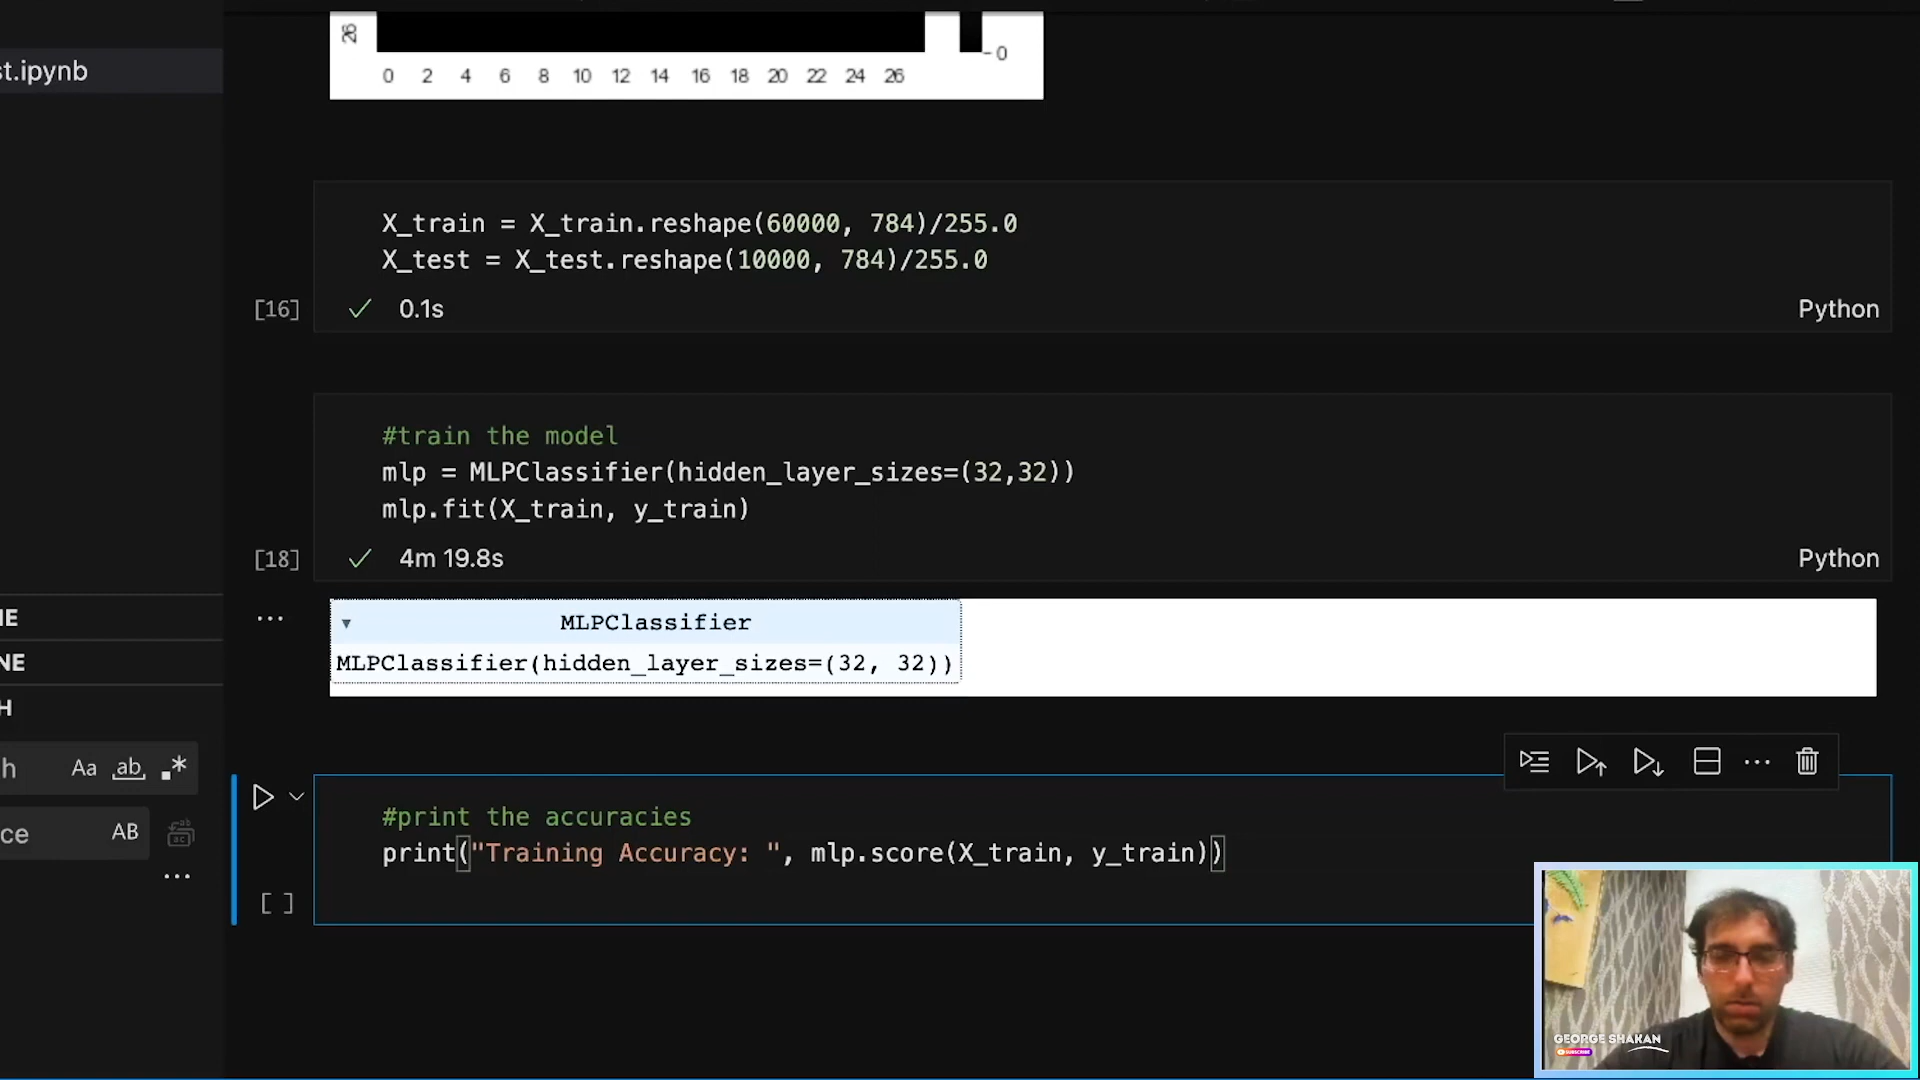 26
0
0 2 4 6 8 10 12 14 16 18 20 22 24 26
st.ipynb
X_train = X_train.reshape(60000, 784)/255.0
X_test = X_test.reshape(10000, 784)/255.0
[16]
0.1s
Python
#train the model
mlp = MLPClassifier(hidden_layer_sizes=(32,32))
mlp.fit(X_train, y_train)
[18]
4m 19.8s
Python
NE
H
...
MLPClassifier
MLPClassifier(hidden_layer_sizes=(32, 32))
h
Aa
ab
.*
ce
AB
...
...
#print the accuracies
print("Training Accuracy: ", mlp.score(X_train, y_train))
[ ]
GEORGE SHAKAN
SUBSCRIBE